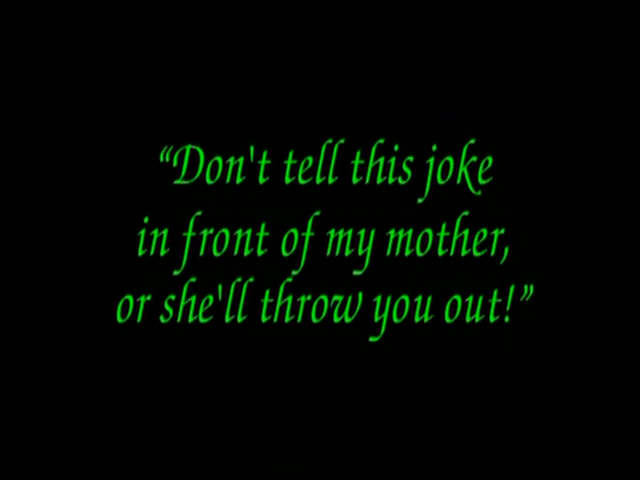 “Don't tell this joke
in front of my mother,
or she'll throw you out!”